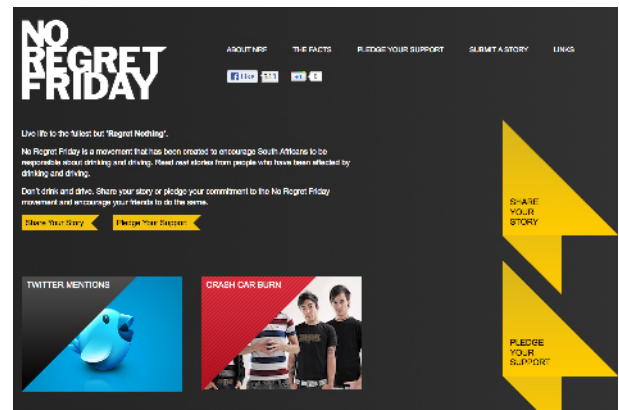 NO
REGRET
FRIDAY
ABOUT NRF
THE FACTS
PLEDGE YOUR SUPPORT
SUBMIT A STORY
LINKS
Like
+1 0
Live life to the fullest but 'Regret Nothing'.
No Regret Friday is a movement that has been created to encourage South Africans to be
responsible about drinking and driving. Read real stories from people who have been affected by
drinking and driving.
Don't drink and drive. Share your story or pledge your commitment to the No Regret Friday
movement and encourage your friends to do the same.
Share Your Story
Pledge Your Support
SHARE
YOUR
STORY
TWITTER MENTIONS
CRASH CAR BURN
PLEDGE
YOUR
SUPPORT